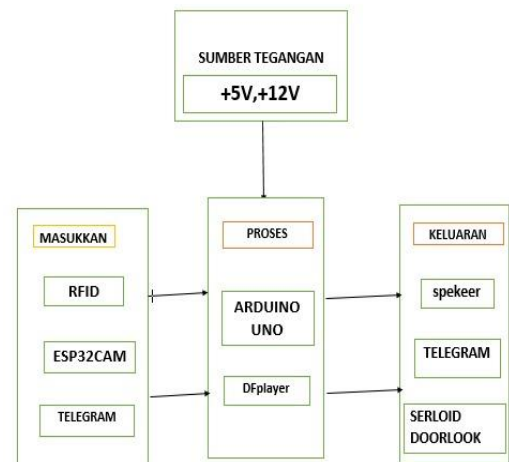 SUMBER TEGANGAN
+5V,+12V
MASUKKAN
RFID
ESP32CAM
TELEGRAM
PROSES
ARDUINO
UNO
DFplayer
KELUARAN
spekeer
TELEGRAM
SERLOID
DOORLOOK